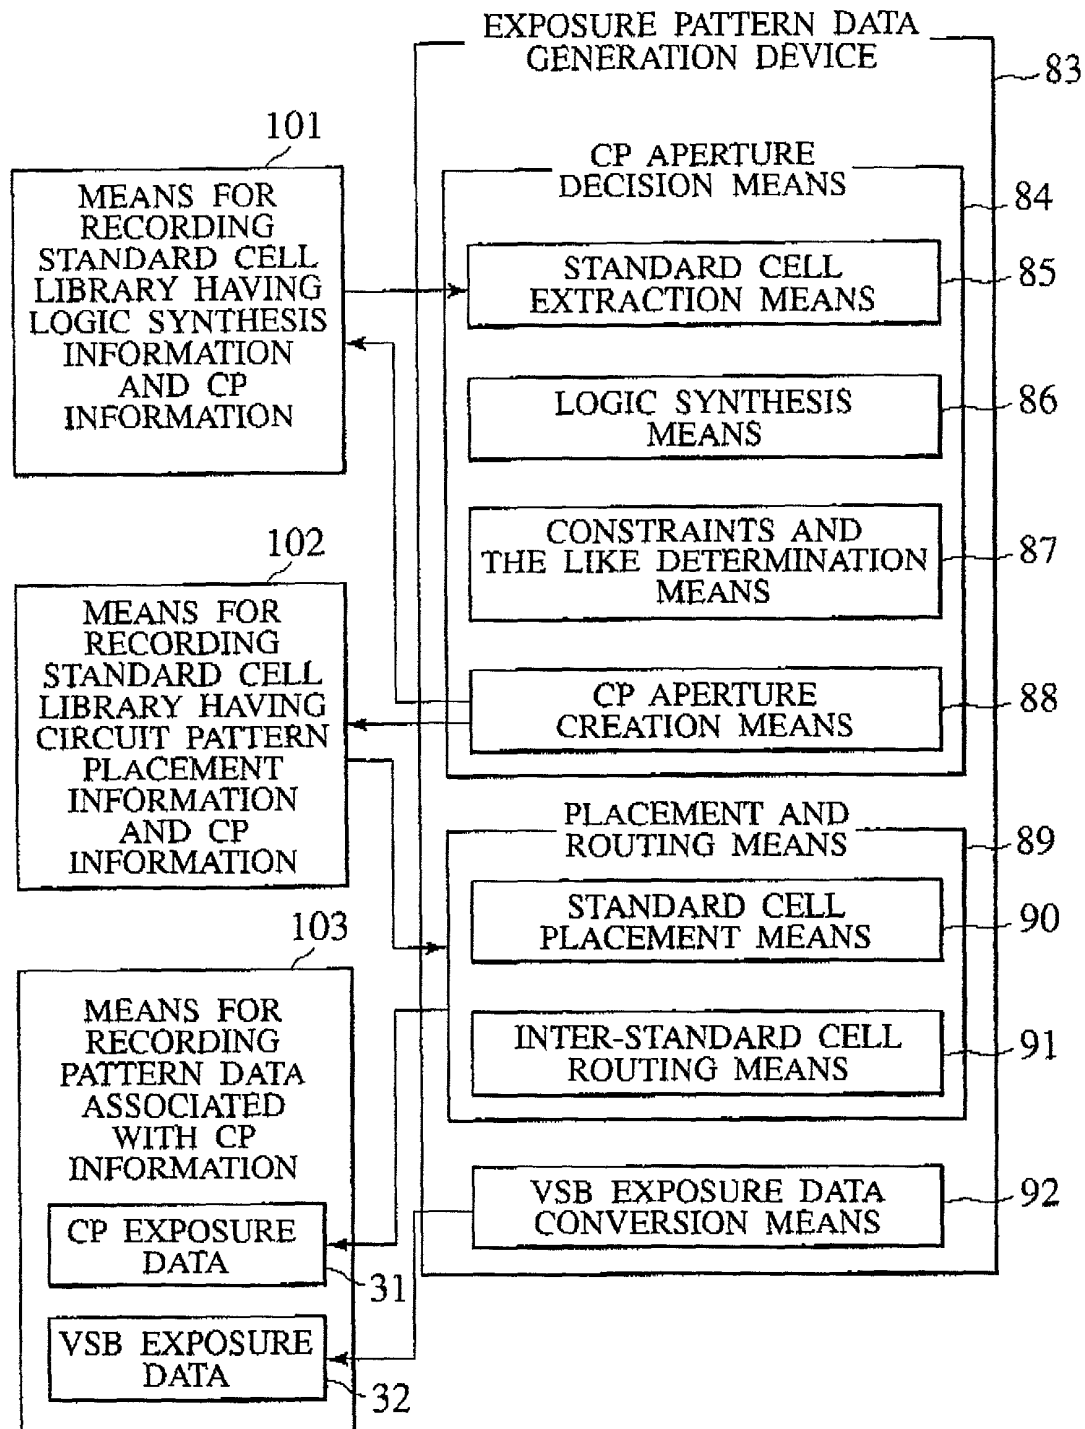 EXPOSURE PATTERN DATA
GENERATION DEVICE
83
101
MEANS FOR
RECORDING
STANDARD CELL
LIBRARY HAVING
LOGIC SYNTHESIS
INFORMATION
AND CP
INFORMATION
CP APERTURE
DECISION MEANS
84
STANDARD CELL
EXTRACTION MEANS
85
LOGIC SYNTHESIS
MEANS
86
CONSTRAINTS AND
THE LIKE DETERMINATION
MEANS
87
CP APERTURE
CREATION MEANS
88
102
MEANS FOR
RECORDING
STANDARD CELL
LIBRARY HAVING
CIRCUIT PATTERN
PLACEMENT
INFORMATION
AND CP
INFORMATION
PLACEMENT AND
ROUTING MEANS
89
STANDARD CELL
PLACEMENT MEANS
90
INTER-STANDARD CELL
ROUTING MEANS
91
VSB EXPOSURE DATA
CONVERSION MEANS
92
103
MEANS FOR
RECORDING
PATTERN DATA
ASSOCIATED
WITH CP
INFORMATION
CP EXPOSURE
DATA
31
VSB EXPOSURE
DATA
32